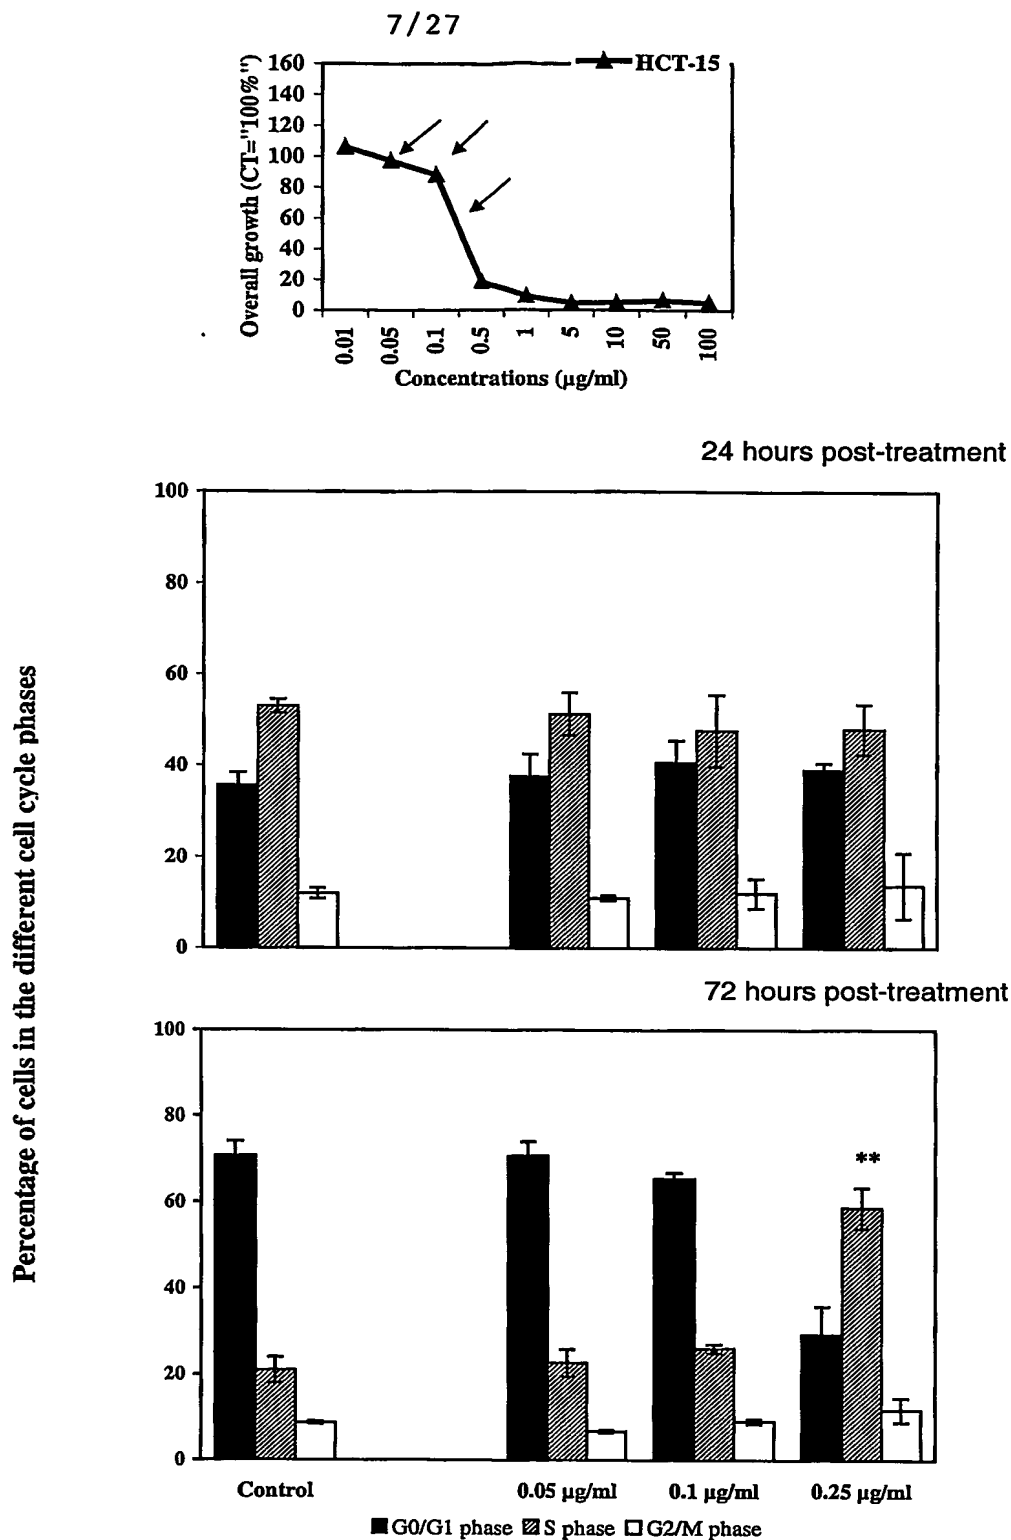 7/27
HCT-15
Overall growth (CT="100%")
160
140
120
100
80
60
40
20
0
0.01
0.05
0.1
0.5
1
5
10
50
100
Concentrations (µg/ml)
24 hours post-treatment
Percentage of cells in the different cell cycle phases
100
80
60
40
20
0
72 hours post-treatment
100
80
60
40
20
0
**
Control
0.05 µg/ml
0.1 µg/ml
0.25 µg/ml
G0/G1 phase S phase G2/M phase